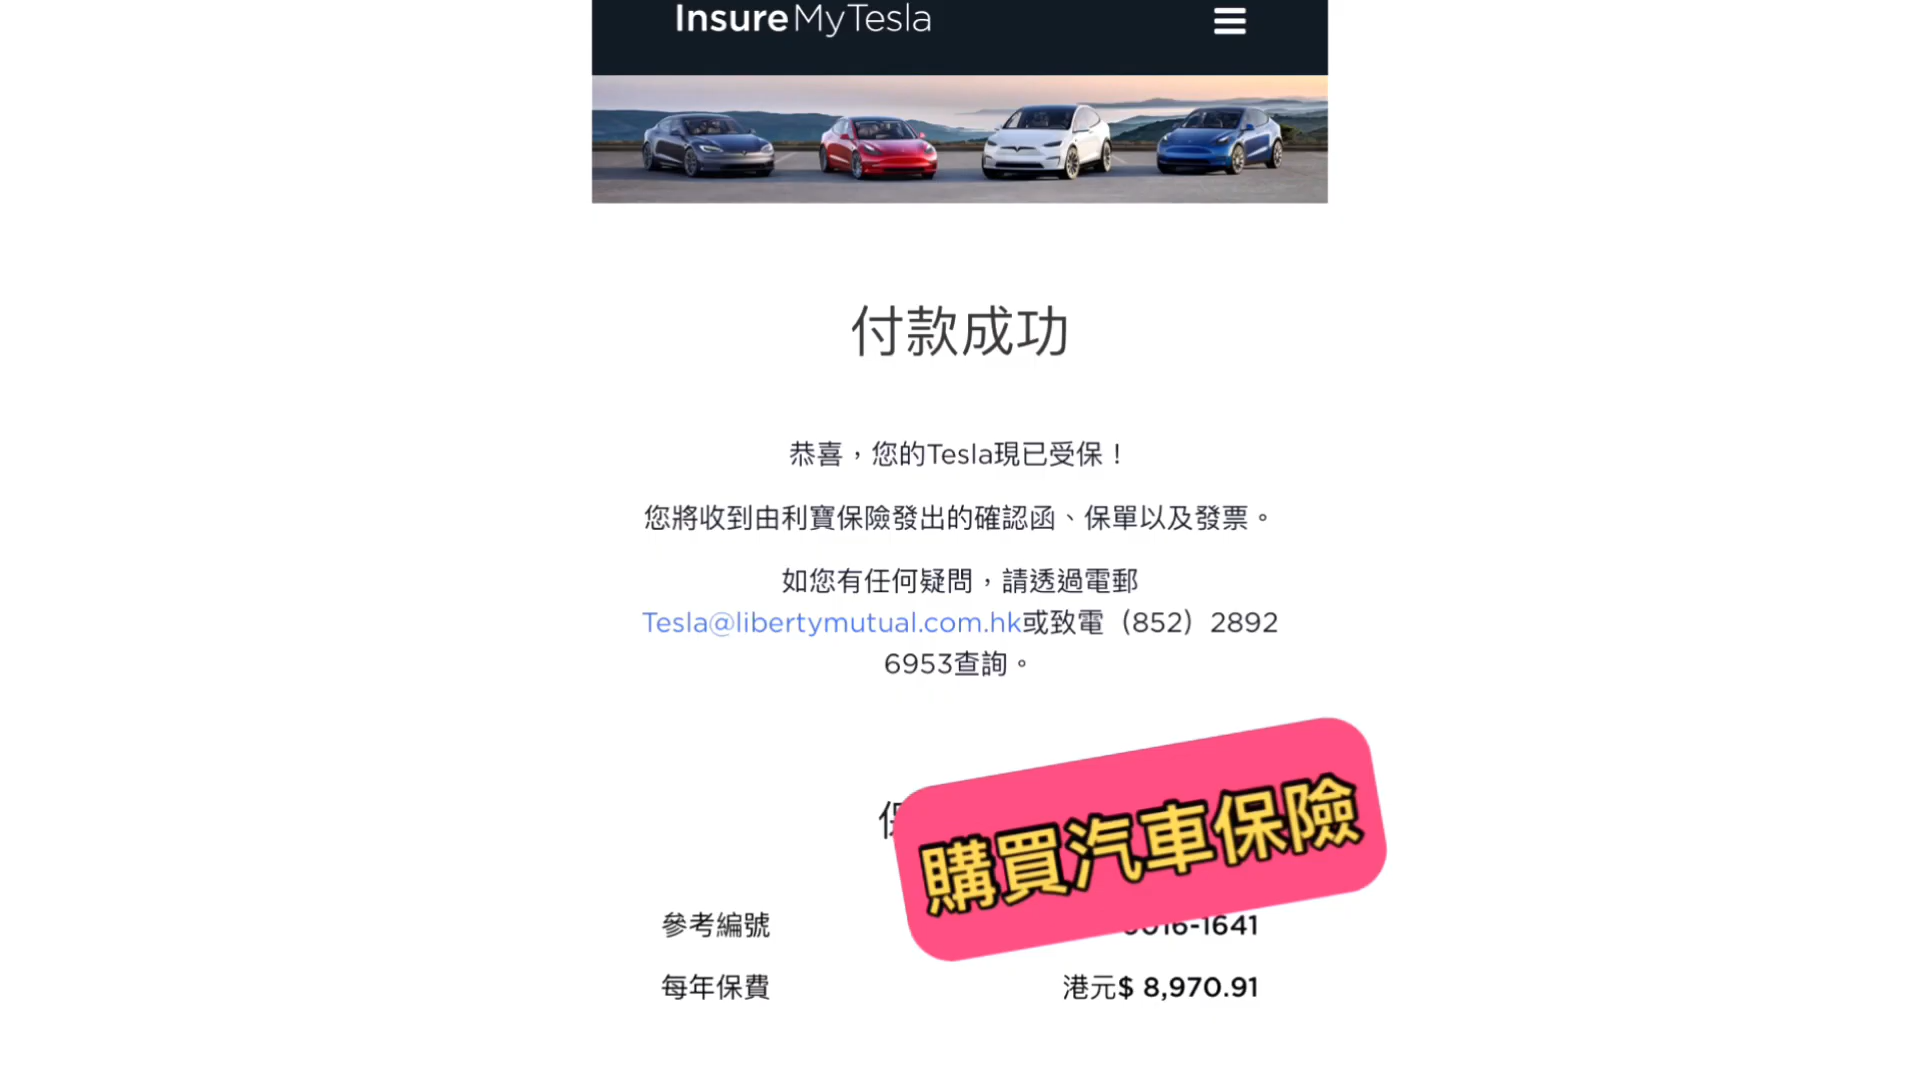 InsureMyTesla
付款成功
恭喜，您的Tesla現已受保！
您將收到由利寶保險發出的確認函、保單以及發票。
如您有任何疑問，請透過電郵
Tesla@libertymutual.com.hk或致電（852）2892
6953查詢。
購買汽車保險
參考編號 0016-1641
每年保費 港元$ 8,970.91